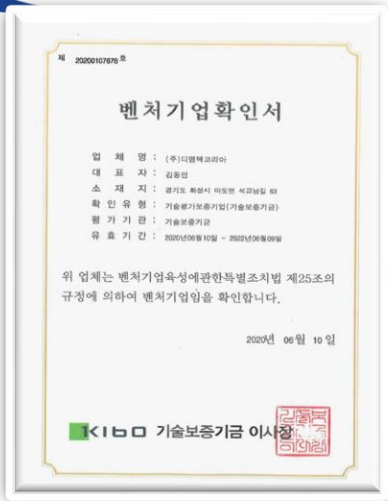 제 20200107678 호
벤처기업확인서
업 체 명 : (주)디엠텍코리아
대 표 자 : 김동언
소 재 지 : 경기도 화성시 마도면 석교남길 63
확 인 유 형 : 기술평가보증기업(기술보증기금)
평 가 기 관 : 기술보증기금
유 효 기 간 : 2020년06월10일 ~ 2022년06월09일
위 업체는 벤처기업육성에관한특별조치법 제25조의
규정에 의하여 벤처기업임을 확인합니다.
2020년 06월 10일
KIBO 기술보증기금 이사장